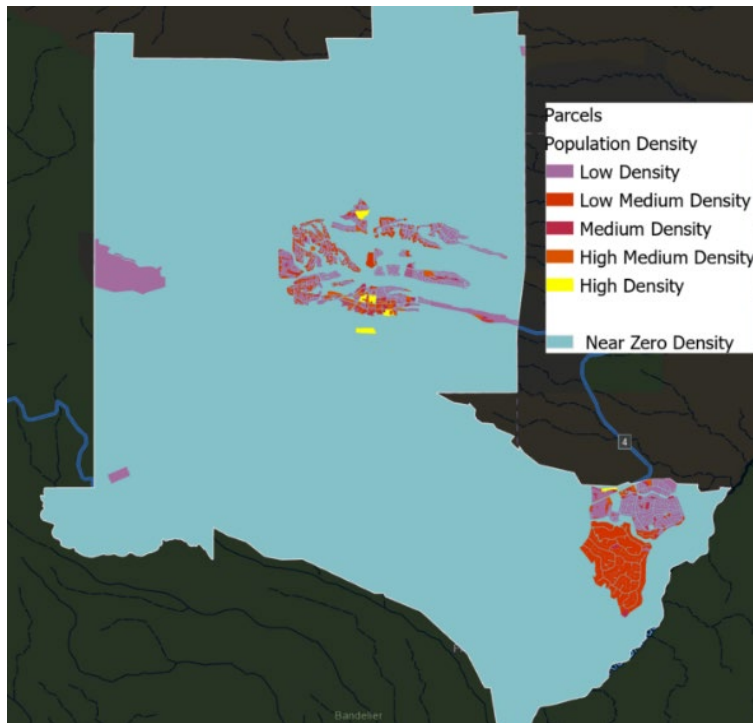 Parcels
Population Density
Low Density
Low Medium Density
Medium Density
High Medium Density
High Density
Near Zero Density
4
Bandelier